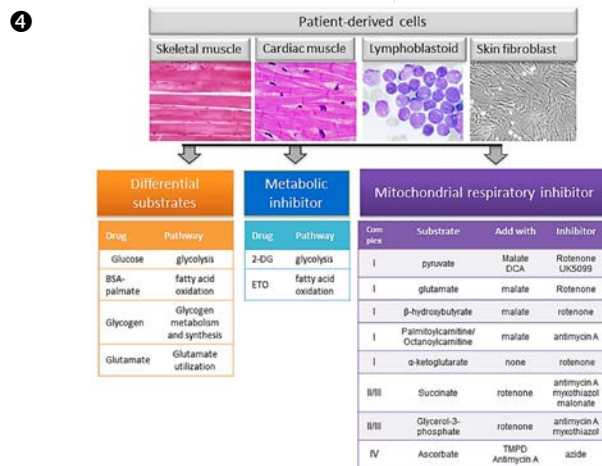 4
Patient-derived cells
Skeletal muscle
Cardiac muscle
Lymphoblastoid
Skin fibroblast
Differential
substrates
Drug Pathway
Glucose glycolysis
BSA-
palmate
fatty acid
oxidation
Glycogen
Glycogen
metabolism
and synthesis
Glutamate
Glutamate
utilization
Metabolic
inhibitor
Drug Pathway
2-DG glycolysis
ETO
fatty acid
oxidation
Mitochondrial respiratory inhibitor
Com
plex
Substrate
Add with
Inhibitor
I
pyruvate
Malate
DCA
Rotenone
UK5099
I glutamate malate Rotenone
I β-hydroxybutyrate malate rotenone
I
Palmitoylcarnitine/
Octanoylcarnitine
malate
antimycin A
I α-ketoglutarate none rotenone
II/III
Succinate
rotenone
antimycin A
myxothiazol
malonate
II/III
Glycerol-3-
phosphate
rotenone
antimycin A
myxothiazol
IV
Ascorbate
TMPD
Antimycin A
azide